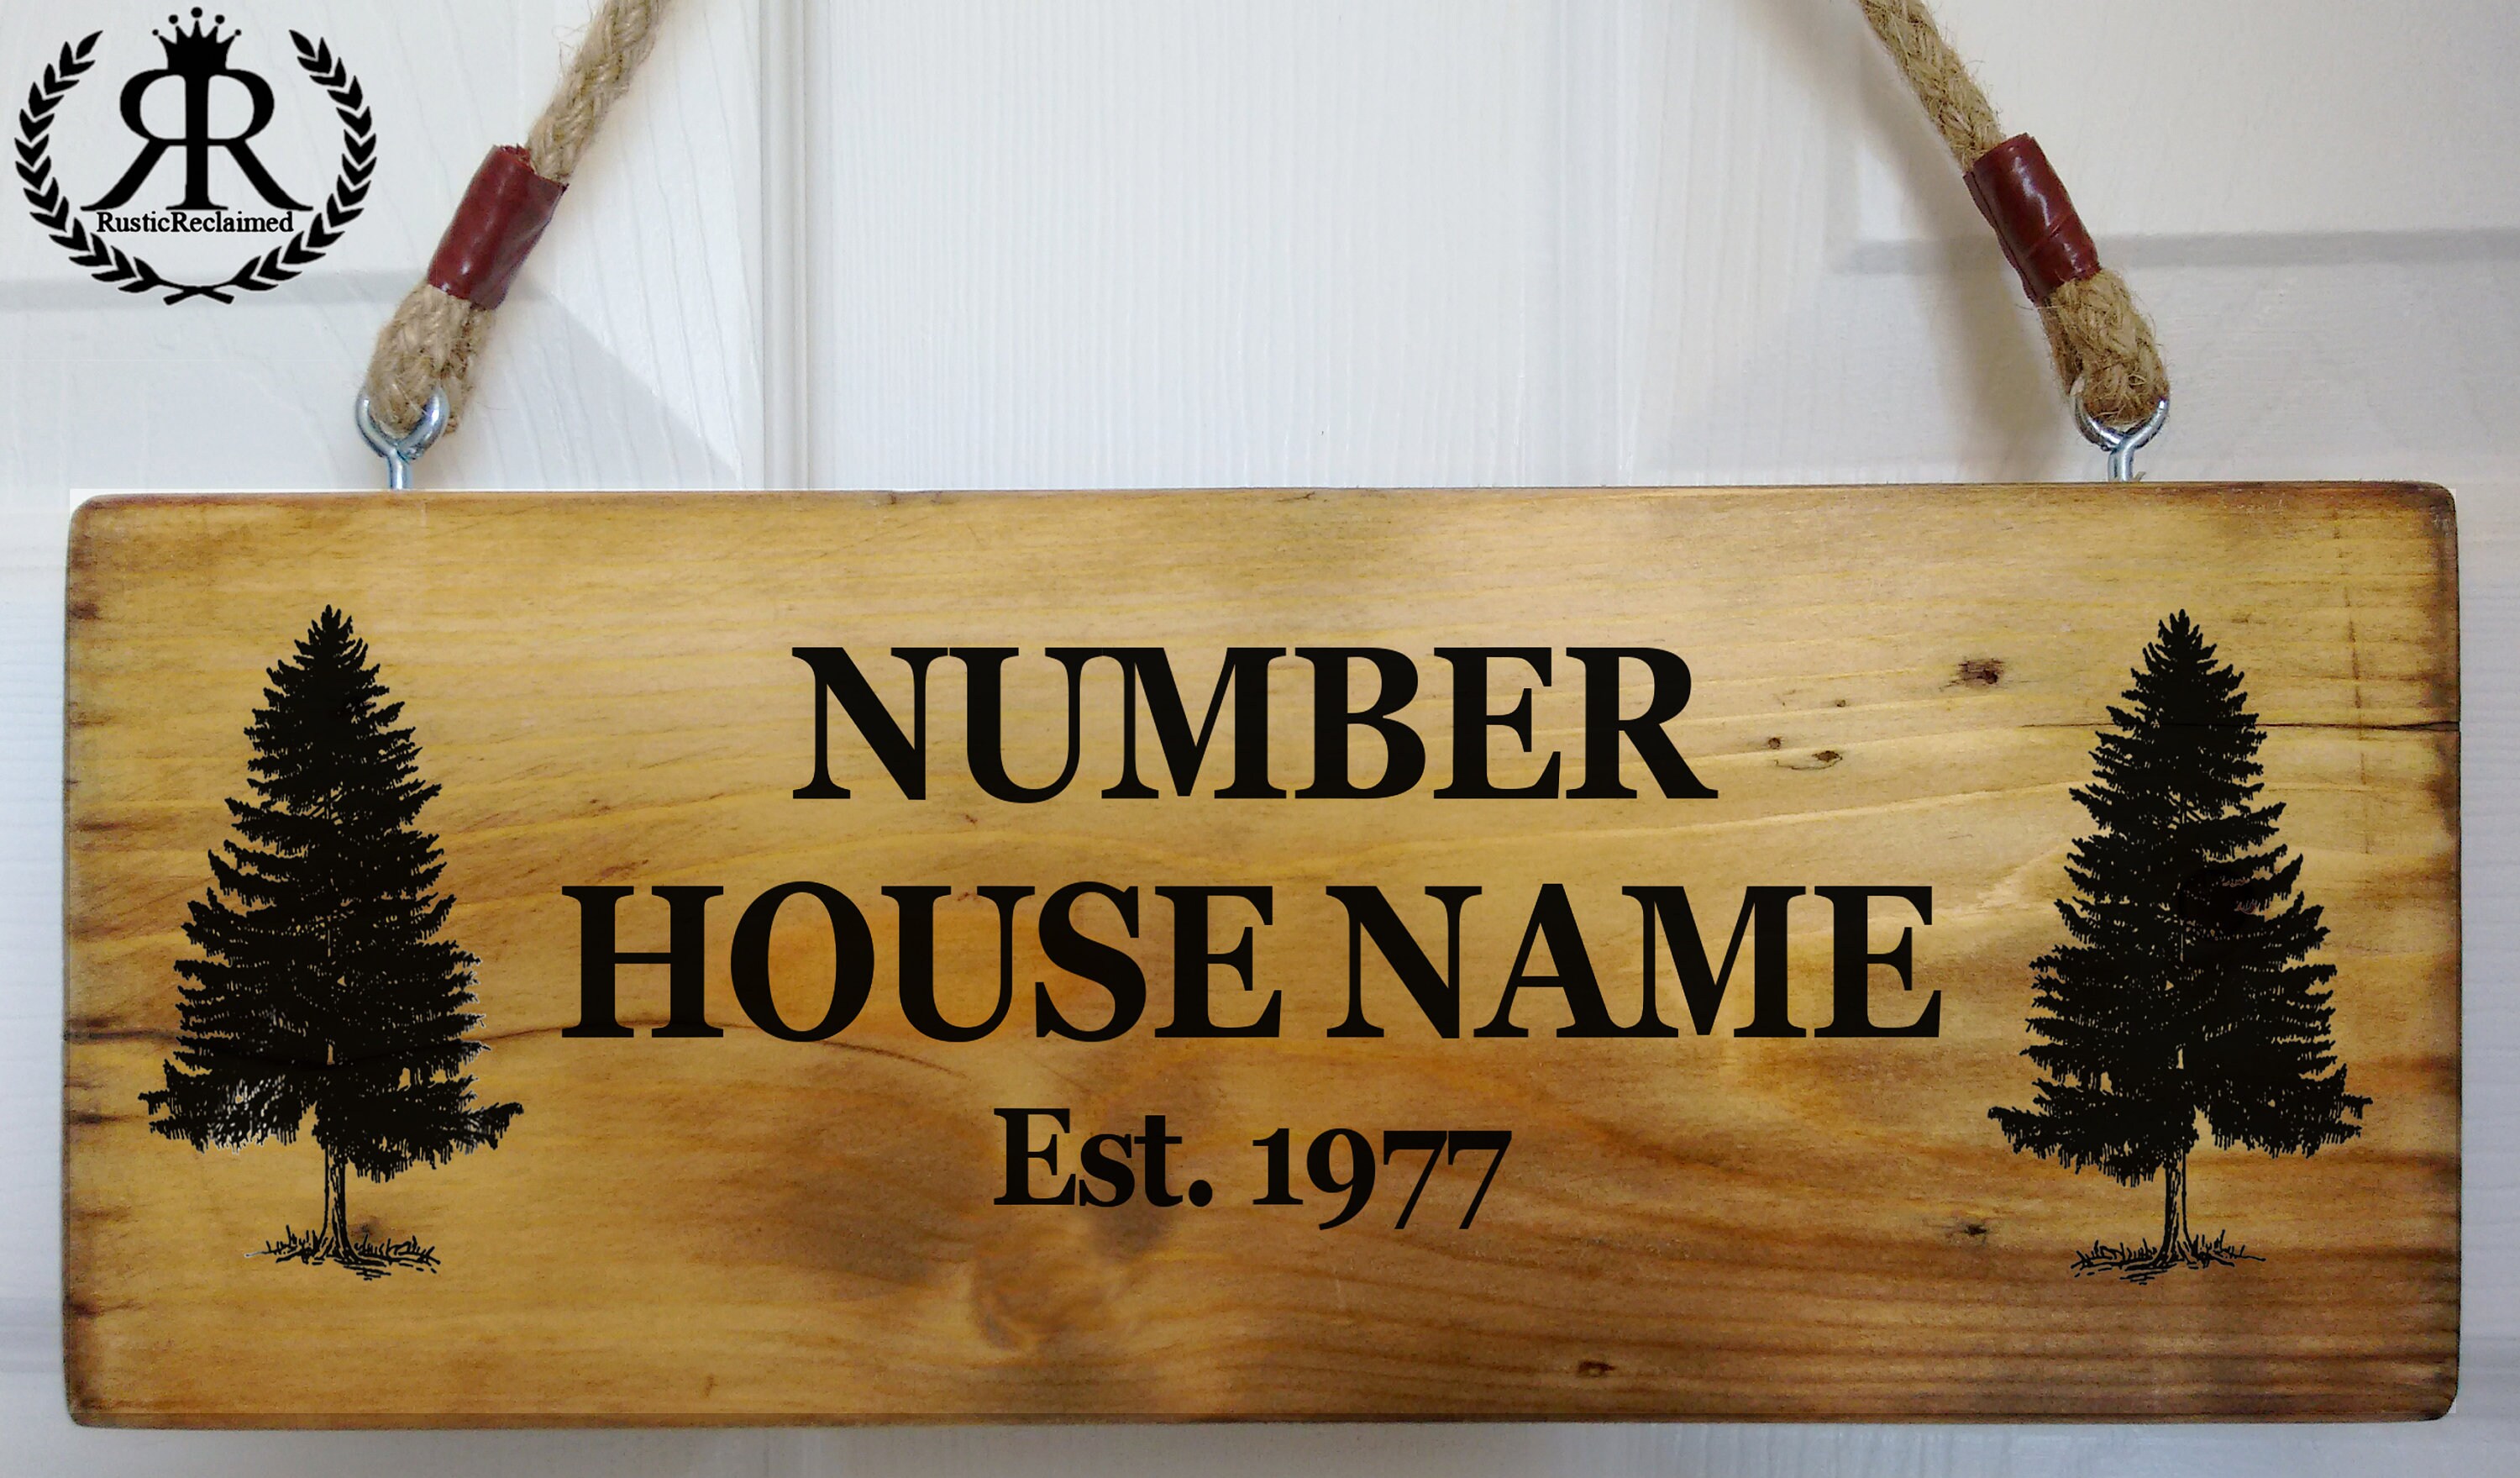 RR
RusticReclaimed
NUMBER
HOUSE NAME
Est. 1977